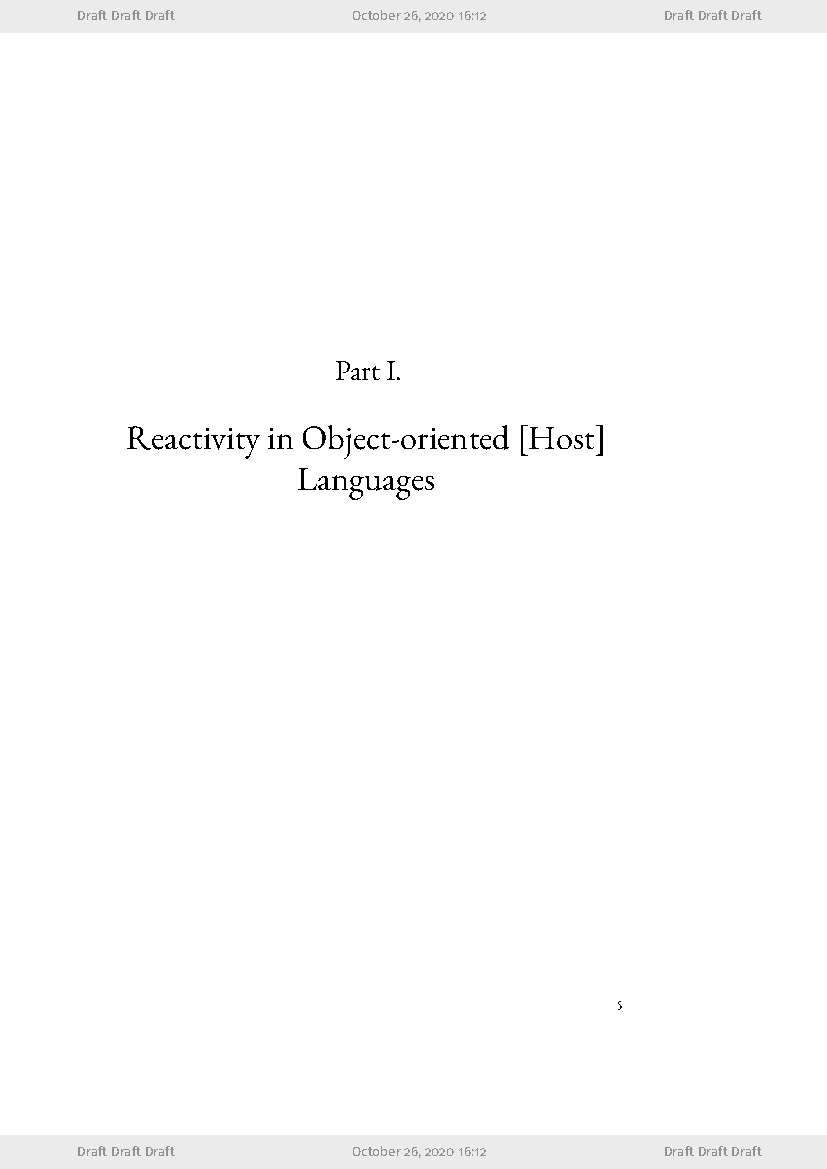 Draft Draft Draft October 26, 2020 16:12 Draft Draft Draft
Part I.
Reactivity in Object-oriented [Host]
Languages
5
Draft Draft Draft October 26, 2020 16:12 Draft Draft Draft